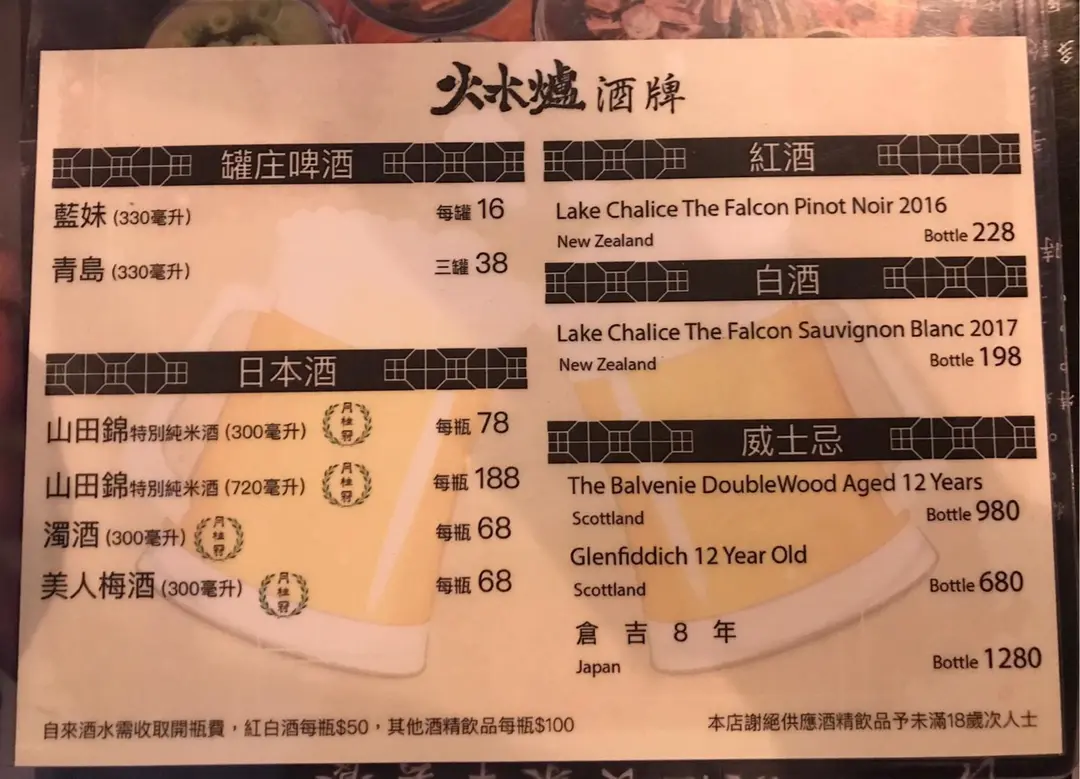 火水爐 酒牌
罐庄啤酒
藍妹 (330毫升) 每罐 16
青島 (330毫升) 三罐 38
日本酒
山田錦特別純米酒 (300毫升) 月桂冠 每瓶 78
山田錦特別純米酒 (720毫升) 月桂冠 每瓶 188
濁酒 (300毫升) 月桂冠 每瓶 68
美人梅酒 (300毫升) 月桂冠 每瓶 68
紅酒
Lake Chalice The Falcon Pinot Noir 2016
New Zealand Bottle 228
白酒
Lake Chalice The Falcon Sauvignon Blanc 2017
New Zealand Bottle 198
威士忌
The Balvenie DoubleWood Aged 12 Years
Scottland Bottle 980
Glenfiddich 12 Year Old
Scottland Bottle 680
倉吉8年
Japan Bottle 1280
自來酒水需收取開瓶費，紅白酒每瓶$50，其他酒精飲品每瓶$100
本店謝絕供應酒精飲品予未滿18歲次人士